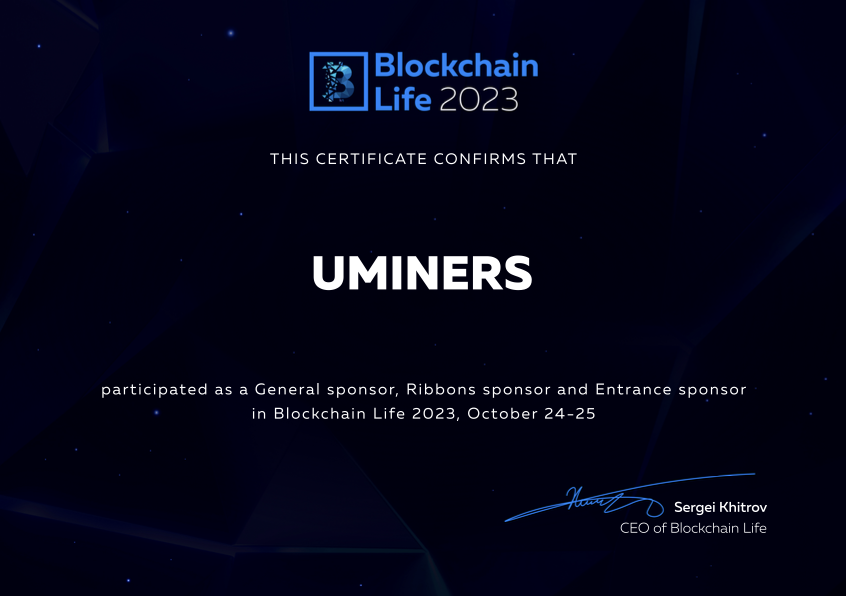 Blockchain
Life 2023
THIS CERTIFICATE CONFIRMS THAT
UMINERS
participated as a General sponsor, Ribbons sponsor and Entrance sponsor
in Blockchain Life 2023, October 24-25
Sergei Khitrov
CEO of Blockchain Life